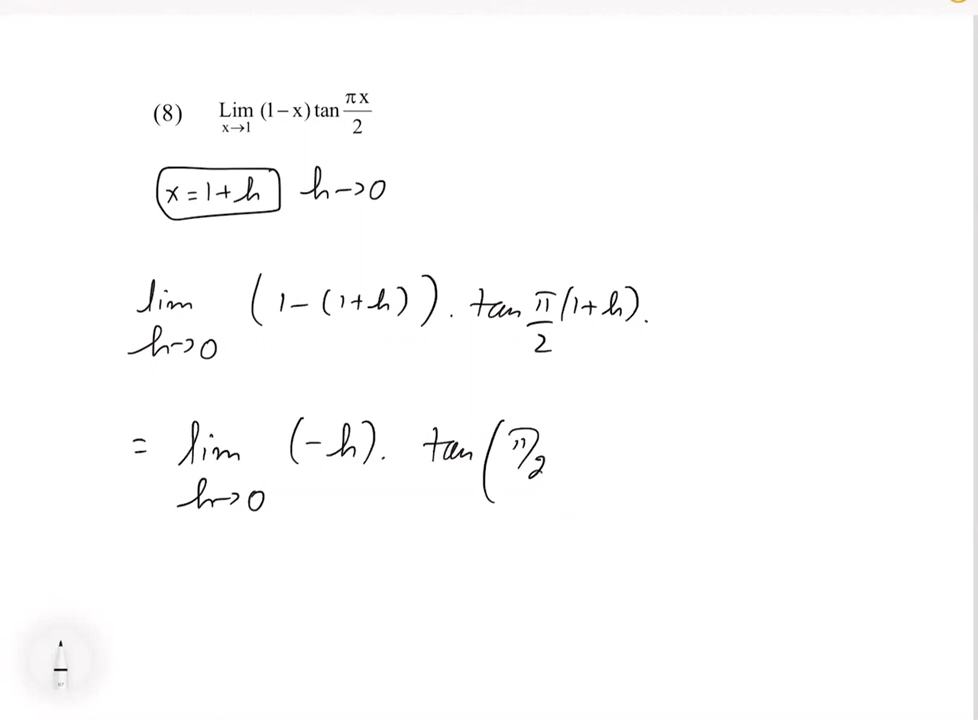 (8) Lim x→1 (1−x) tan πx/2
x = 1+h h→0
lim h→0 (1−(1+h)). tan π/2 (1+h).
= lim h→0 (−h). tan (π/2